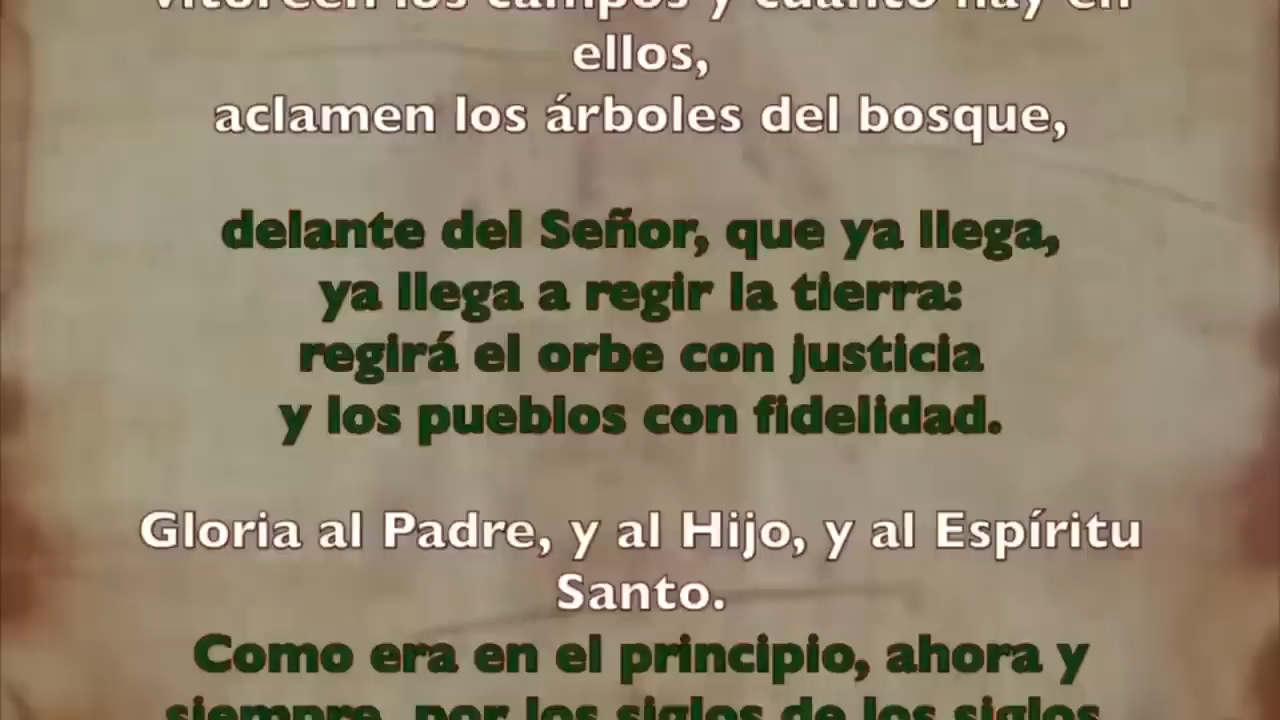 vitoreen los campos y cuanto hay en
ellos,
aclamen los árboles del bosque,
delante del Señor, que ya llega,
ya llega a regir la tierra:
regirá el orbe con justicia
y los pueblos con fidelidad.
Gloria al Padre, y al Hijo, y al Espíritu
Santo.
Como era en el principio, ahora y
siempre, por los siglos de los siglos